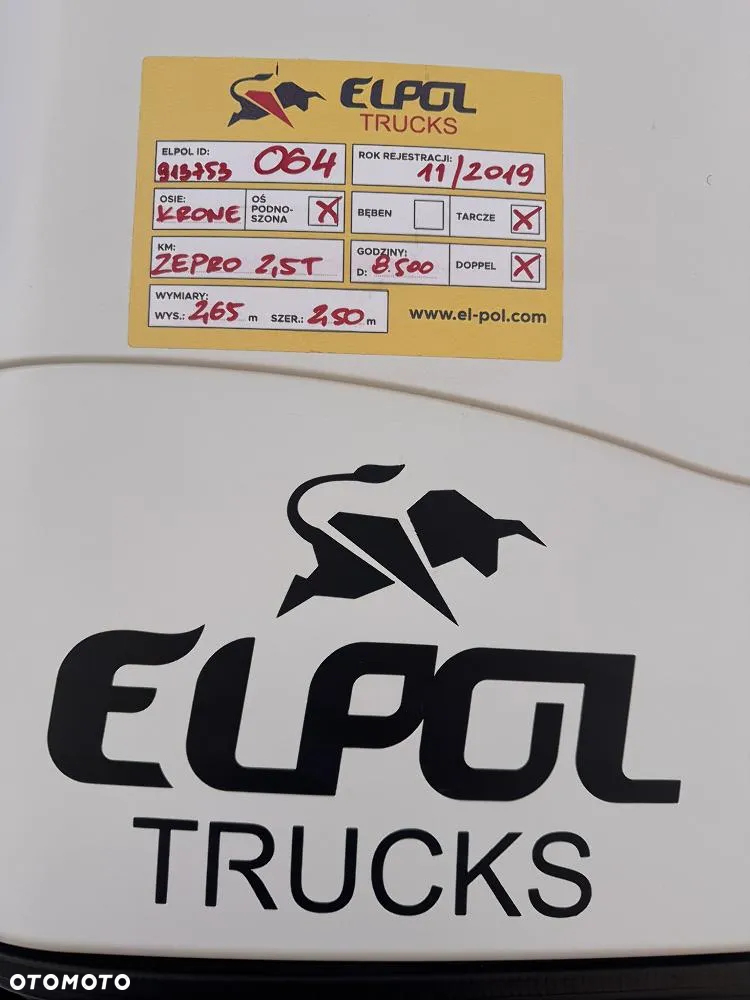 ELPOL
TRUCKS
ELPOL ID: 913753 064 ROK REJESTRACJI: 11/2019
OSIE: KRONE OŚ PODNO-SZONA X BĘBEN TARCZE X
KM: ZEPRO 2,5T GODZINY: D: 8.500 DOPPEL X
WYMIARY:
WYS.: 2,65 m SZER.: 2,50 m www.el-pol.com
ELPOL
TRUCKS
OTOMOTO